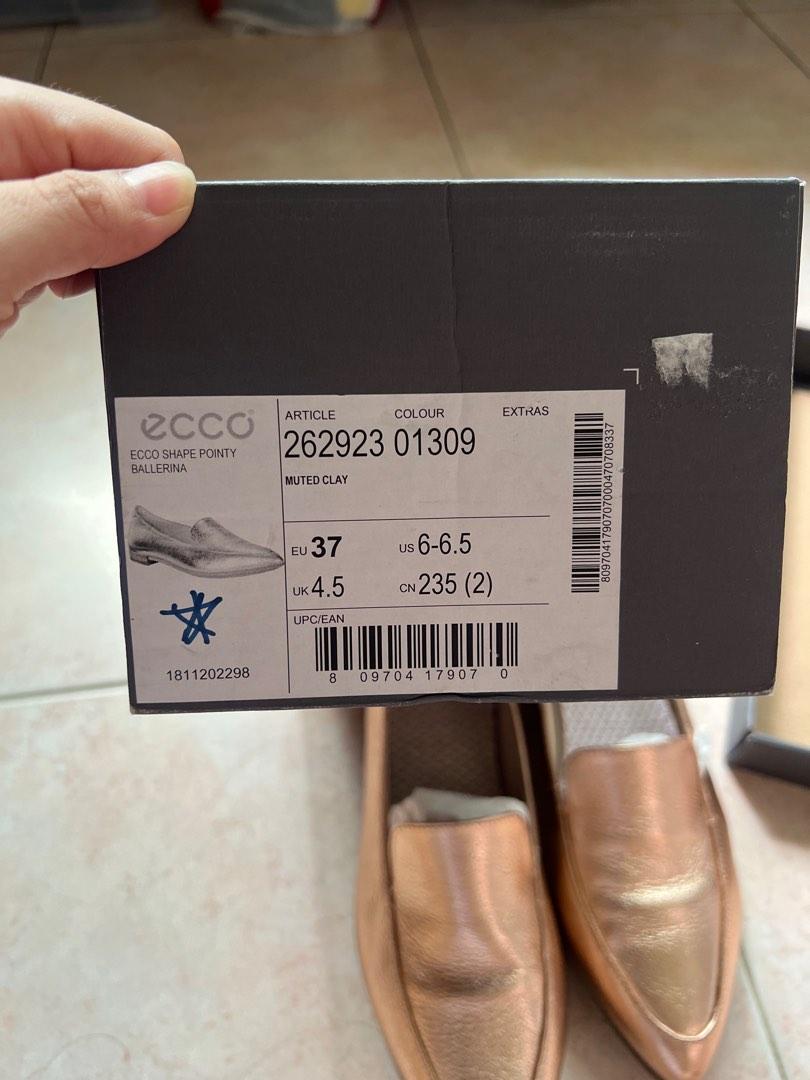 ecco
ECCO SHAPE POINTY
BALLERINA
1811202298
ARTICLE COLOUR EXTRAS
262923 01309
MUTED CLAY
EU 37 US 6-6.5
UK 4.5 CN 235 (2)
UPC/EAN
8 09704 17907 0
8097041790707000470708337